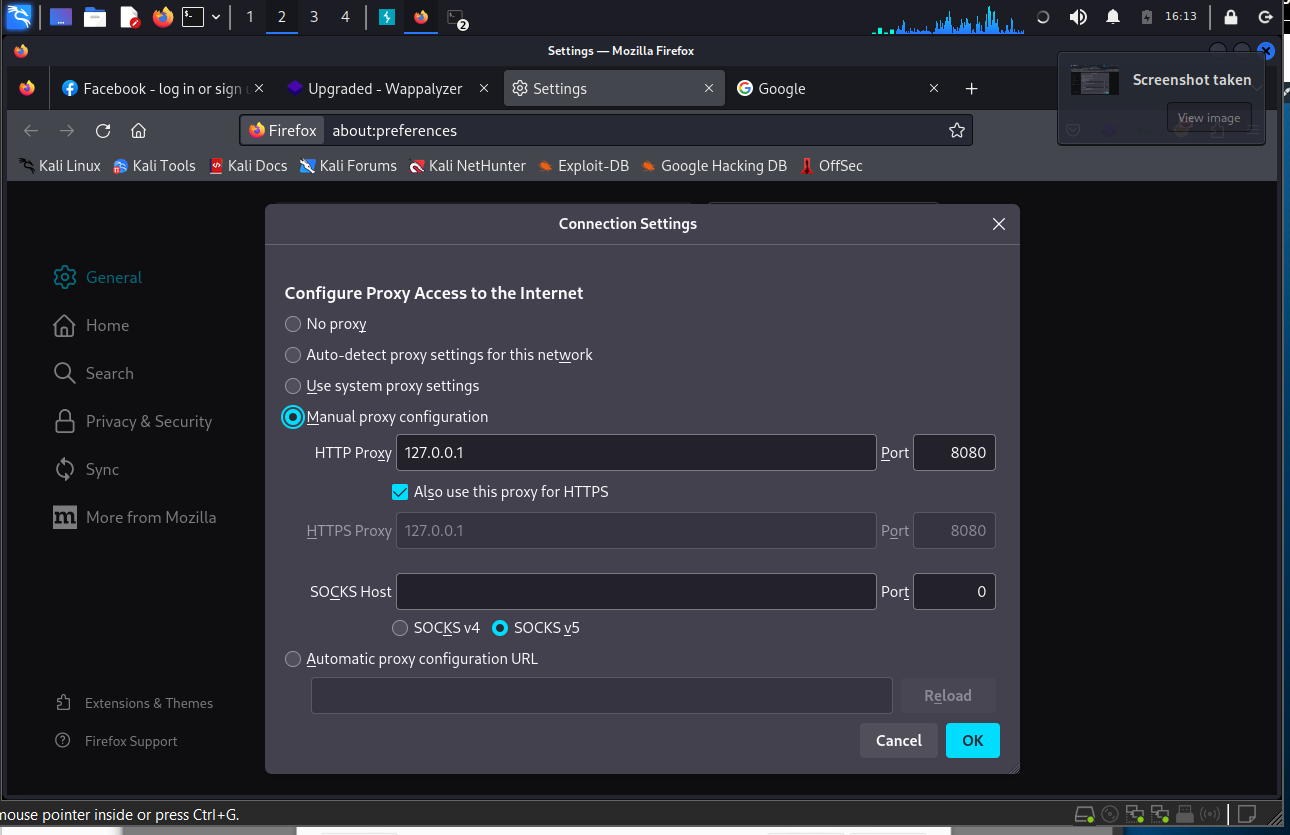 1 2 3 4 2 16:13
Settings — Mozilla Firefox
Facebook - log in or sign u Upgraded - Wappalyzer Settings Google
Screenshot taken
View image
Firefox about:preferences
Kali Linux Kali Tools Kali Docs Kali Forums Kali NetHunter Exploit-DB Google Hacking DB OffSec
Connection Settings
General
Home
Search
Privacy & Security
Sync
m More from Mozilla
Extensions & Themes
Firefox Support
Configure Proxy Access to the Internet
No proxy
Auto-detect proxy settings for this network
Use system proxy settings
Manual proxy configuration
HTTP Proxy 127.0.0.1 Port 8080
Also use this proxy for HTTPS
HTTPS Proxy 127.0.0.1 Port 8080
SOCKS Host Port 0
SOCKS v4 SOCKS v5
Automatic proxy configuration URL
Reload
Cancel OK
mouse pointer inside or press Ctrl+G.